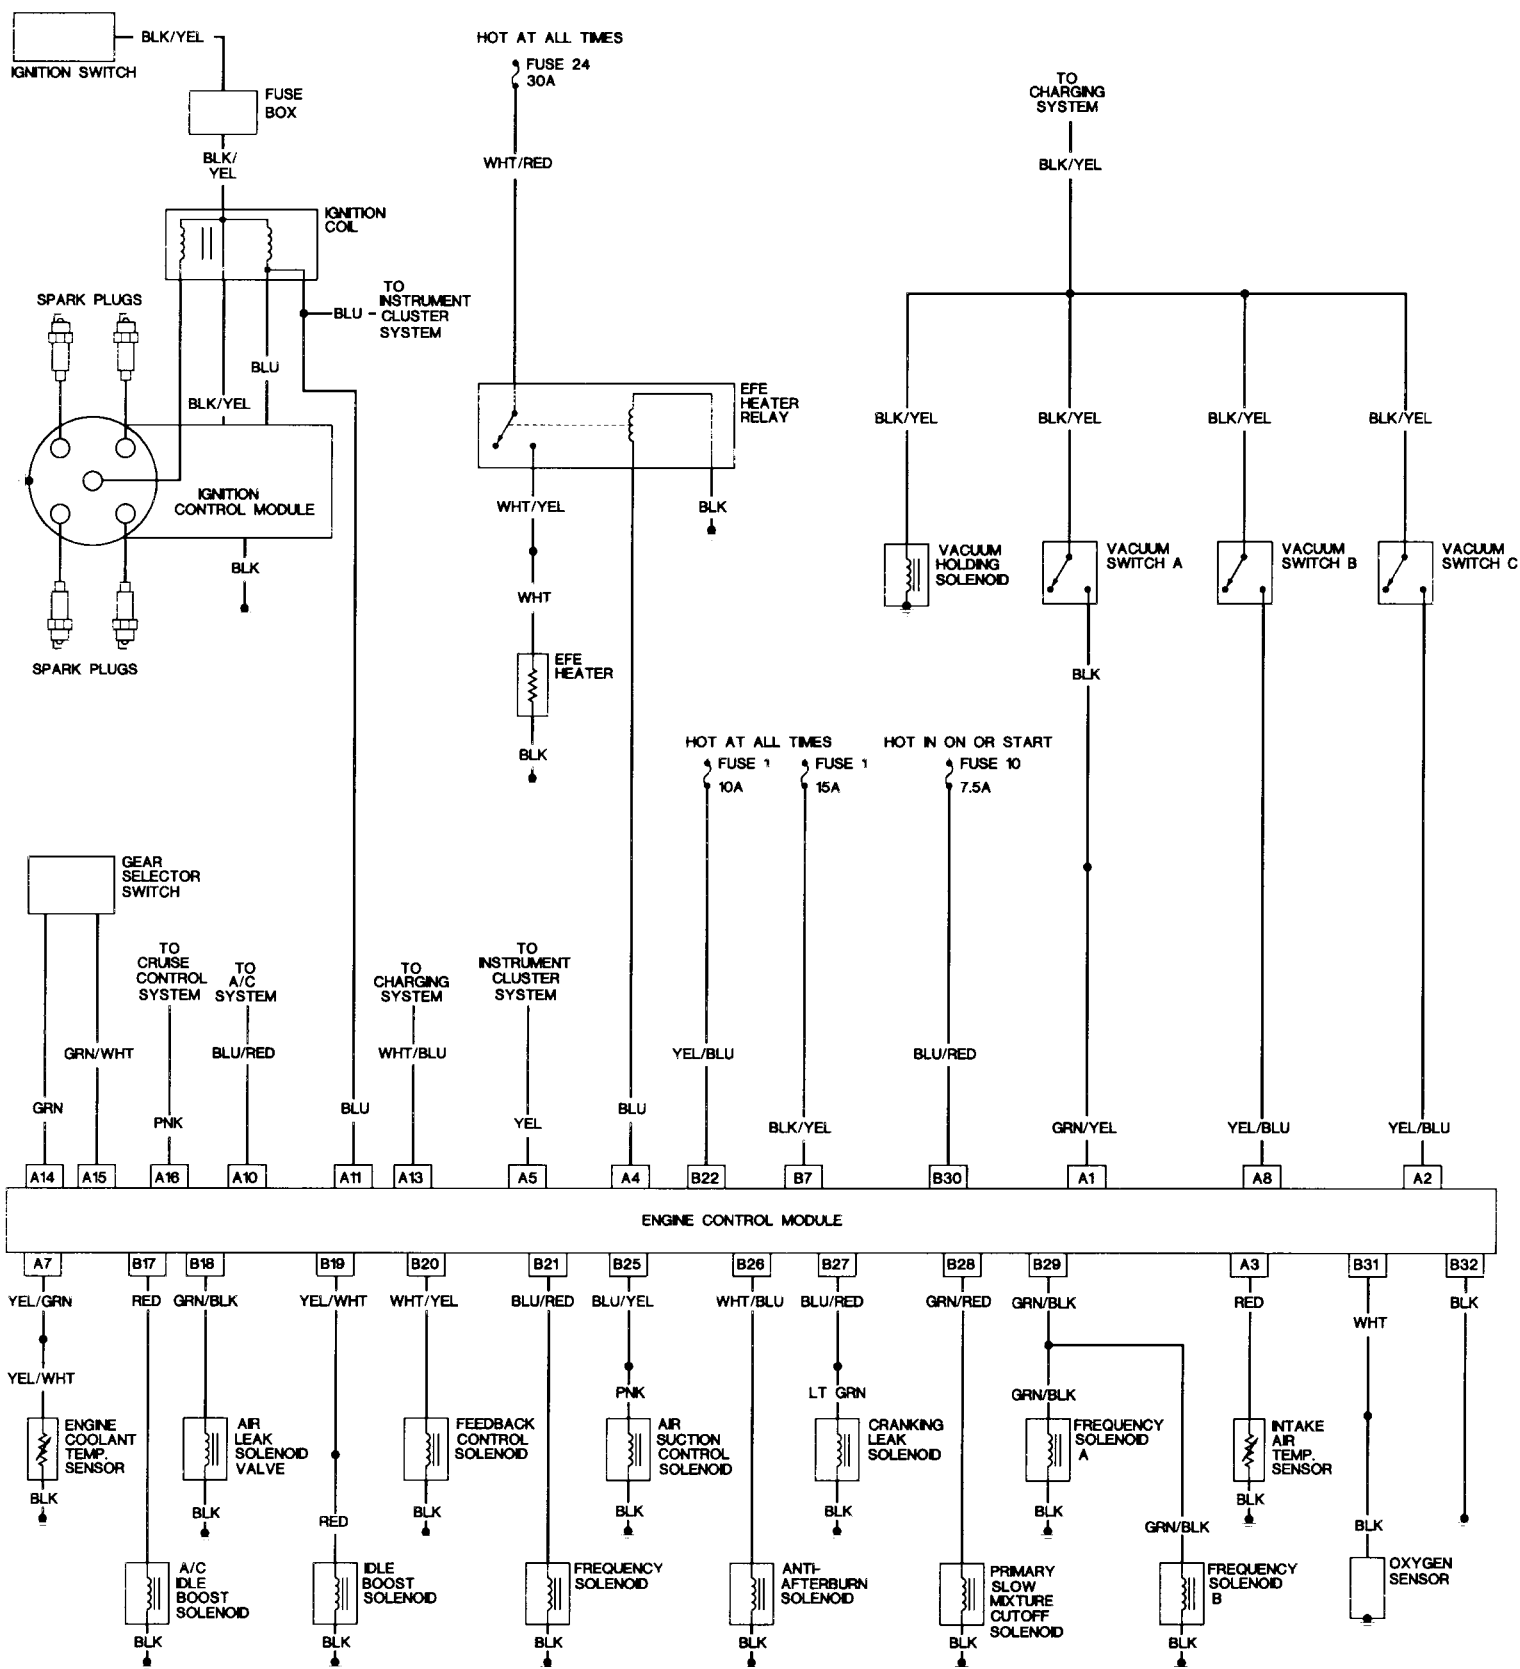 IGNITION SWITCH
BLK/YEL
FUSE
BOX
BLK/
YEL
IGNITION
COIL
SPARK PLUGS
BLU
TO
INSTRUMENT
CLUSTER
SYSTEM
BLU
BLK/YEL
IGNITION
CONTROL MODULE
BLK
SPARK PLUGS
HOT AT ALL TIMES
FUSE 24
30A
WHT/RED
EFE
HEATER
RELAY
WHT/YEL
BLK
WHT
EFE
HEATER
BLK
TO
CHARGING
SYSTEM
BLK/YEL
BLK/YEL
BLK/YEL
BLK/YEL
BLK/YEL
VACUUM
HOLDING
SOLENOID
VACUUM
SWITCH A
VACUUM
SWITCH B
VACUUM
SWITCH C
BLK
HOT AT ALL TIMES
FUSE 1
10A
FUSE 1
15A
HOT IN ON OR START
FUSE 10
7.5A
GEAR
SELECTOR
SWITCH
TO
CRUISE
CONTROL
SYSTEM
TO
A/C
SYSTEM
TO
CHARGING
SYSTEM
TO
INSTRUMENT
CLUSTER
SYSTEM
GRN
GRN/WHT
PNK
BLU/RED
BLU
WHT/BLU
YEL
BLU
YEL/BLU
BLK/YEL
BLU/RED
GRN/YEL
YEL/BLU
YEL/BLU
A14
A15
A16
A10
A11
A13
A5
A4
B22
B7
B30
A1
A8
A2
ENGINE CONTROL MODULE
A7
B17
B18
B19
B20
B21
B25
B26
B27
B28
B29
A3
B31
B32
YEL/GRN
RED
GRN/BLK
YEL/WHT
WHT/YEL
BLU/RED
BLU/YEL
WHT/BLU
BLU/RED
GRN/RED
GRN/BLK
RED
WHT
BLK
YEL/WHT
PNK
LT GRN
GRN/BLK
ENGINE
COOLANT
TEMP.
SENSOR
AIR
LEAK
SOLENOID
VALVE
FEEDBACK
CONTROL
SOLENOID
AIR
SUCTION
CONTROL
SOLENOID
CRANKING
LEAK
SOLENOID
FREQUENCY
SOLENOID
A
INTAKE
AIR
TEMP.
SENSOR
BLK
BLK
RED
BLK
BLK
BLK
BLK
GRN/BLK
BLK
BLK
A/C
IDLE
BOOST
SOLENOID
IDLE
BOOST
SOLENOID
FREQUENCY
SOLENOID
ANTI-
AFTERBURN
SOLENOID
PRIMARY
SLOW
MIXTURE
CUTOFF
SOLENOID
FREQUENCY
SOLENOID
B
OXYGEN
SENSOR
BLK
BLK
BLK
BLK
BLK
BLK